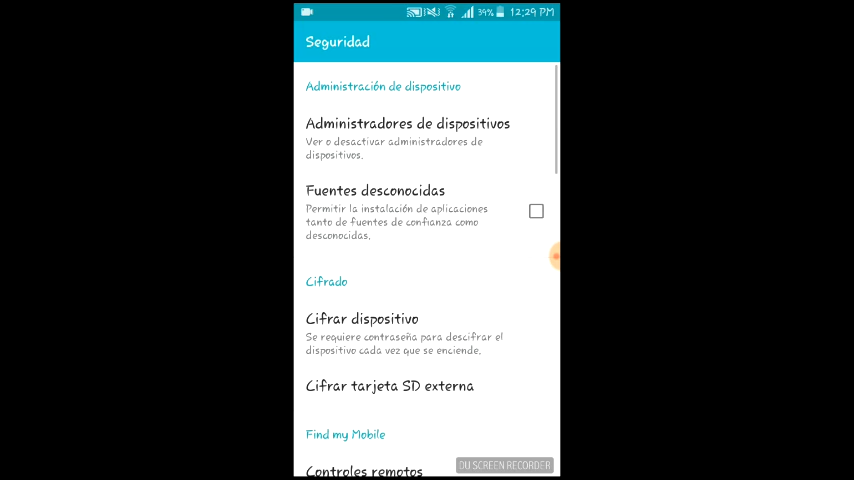 39% 12:29 PM
Seguridad
Administración de dispositivo
Administradores de dispositivos
Ver o desactivar administradores de
dispositivos.
Fuentes desconocidas
Permitir la instalación de aplicaciones
tanto de fuentes de confianza como
desconocidas.
Cifrado
Cifrar dispositivo
Se requiere contraseña para descifrar el
dispositivo cada vez que se enciende.
Cifrar tarjeta SD externa
Find my Mobile
Controles remotos
DU SCREEN RECORDER